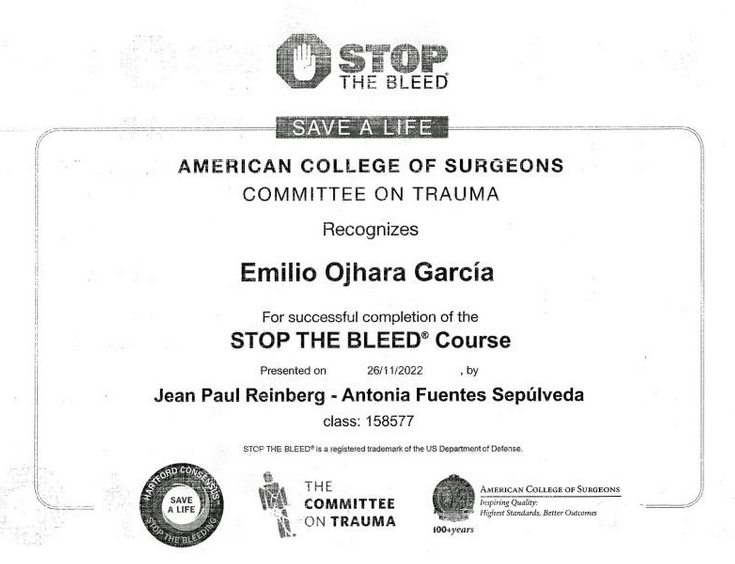 STOP
THE BLEED®
SAVE A LIFE
AMERICAN COLLEGE OF SURGEONS
COMMITTEE ON TRAUMA
Recognizes
Emilio Ojhara García
For successful completion of the
STOP THE BLEED® Course
Presented on 26/11/2022 , by
Jean Paul Reinberg - Antonia Fuentes Sepúlveda
class: 158577
STOP THE BLEED® is a registered trademark of the US Department of Defense.
HARTFORD CONSENSUS
SAVE
A LIFE
STOP THE BLEEDING
THE
COMMITTEE
ON TRAUMA
100+years
AMERICAN COLLEGE OF SURGEONS
Inspiring Quality:
Highest Standards, Better Outcomes